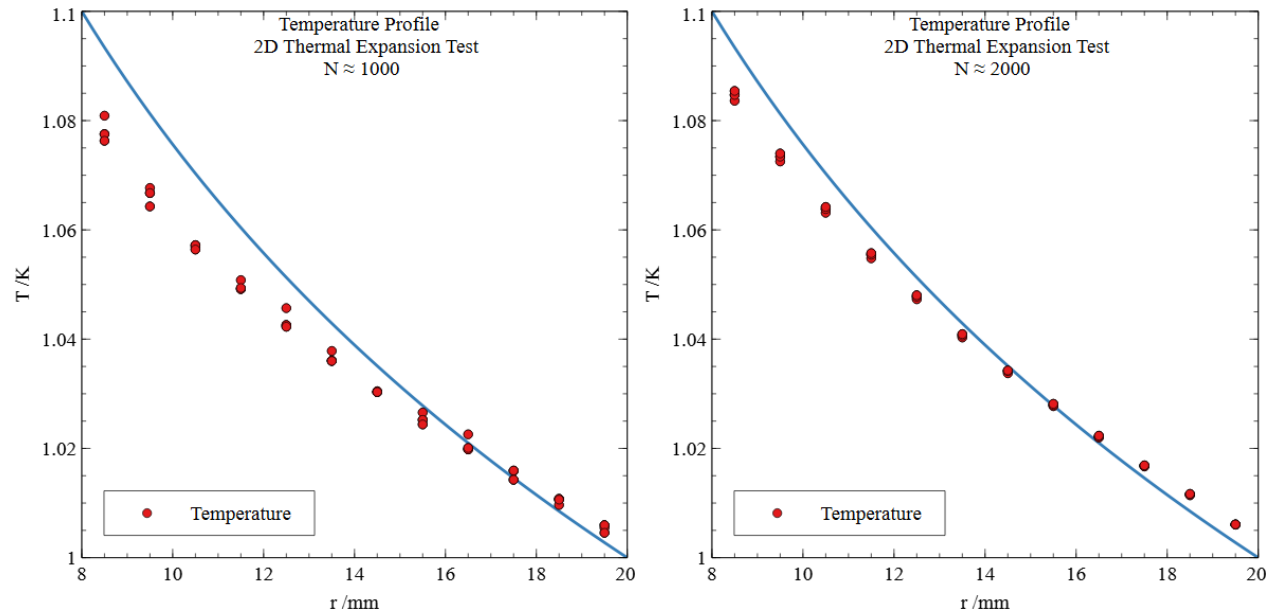 Temperature Profile
2D Thermal Expansion Test
N ≈ 1000
1.1
1.08
1.06
1.04
1.02
1
T /K
Temperature
8
10
12
14
16
18
20
r /mm
Temperature Profile
2D Thermal Expansion Test
N ≈ 2000
1.1
1.08
1.06
1.04
1.02
1
T /K
Temperature
8
10
12
14
16
18
20
r /mm